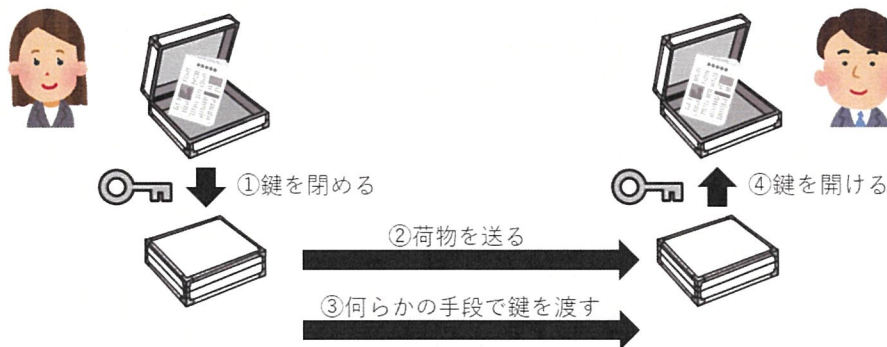 ①鍵を閉める
④鍵を開ける
②荷物を送る
③何らかの手段で鍵を渡す